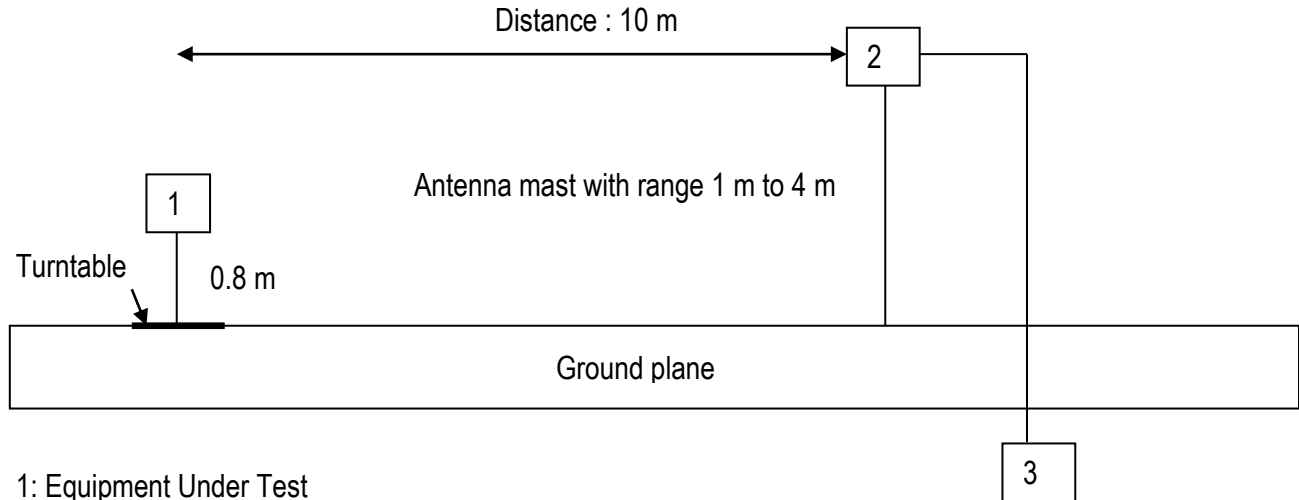 Distance : 10 m
2
Antenna mast with range 1 m to 4 m
1
Turntable
0.8 m
Ground plane
3
1: Equipment Under Test